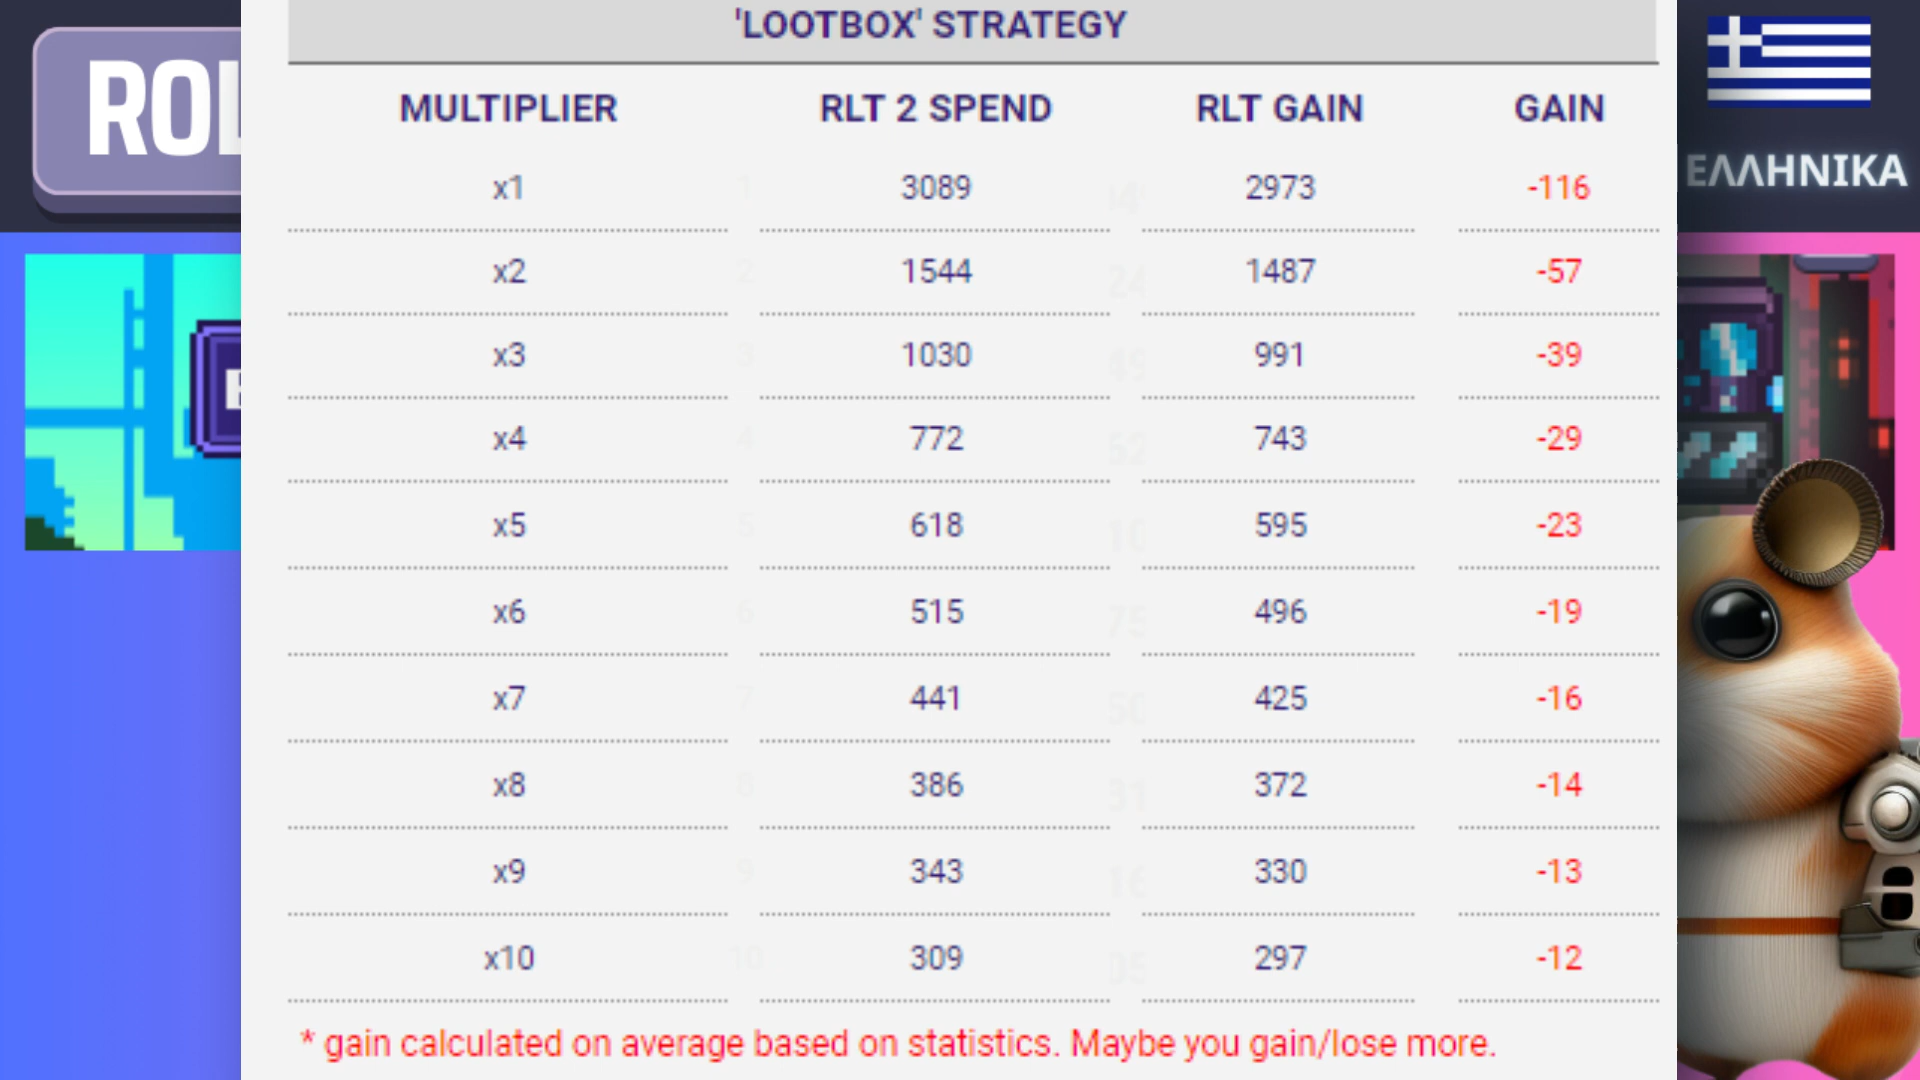 'LOOTBOX' STRATEGY
MULTIPLIER RLT 2 SPEND RLT GAIN GAIN
x1 3089 2973 -116
x2 1544 1487 -57
x3 1030 991 -39
x4 772 743 -29
x5 618 595 -23
x6 515 496 -19
x7 441 425 -16
x8 386 372 -14
x9 343 330 -13
x10 309 297 -12
* gain calculated on average based on statistics. Maybe you gain/lose more.
ΕΛΛΗΝΙΚΑ